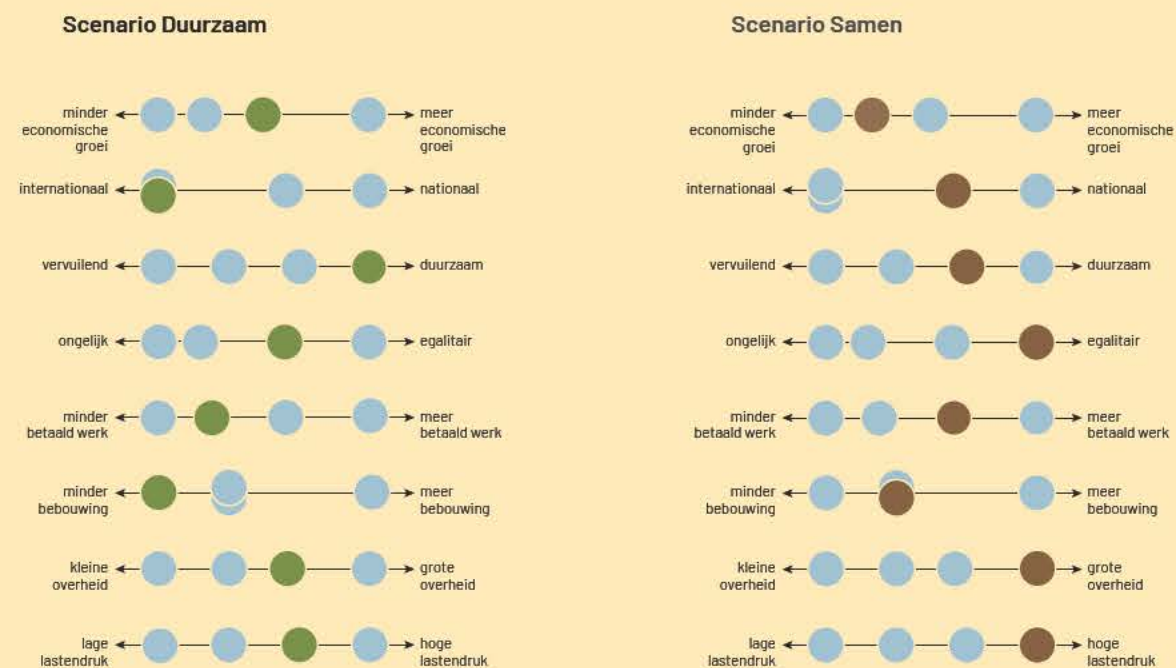 Scenario Duurzaam
minder
economische
groei
meer
economische
groei
internationaal
nationaal
vervuilend
duurzaam
ongelijk
egalitair
minder
betaald werk
meer
betaald werk
minder
bebouwing
meer
bebouwing
kleine
overheid
grote
overheid
lage
lastendruk
hoge
lastendruk
Scenario Samen
minder
economische
groei
meer
economische
groei
internationaal
nationaal
vervuilend
duurzaam
ongelijk
egalitair
minder
betaald werk
meer
betaald werk
minder
bebouwing
meer
bebouwing
kleine
overheid
grote
overheid
lage
lastendruk
hoge
lastendruk